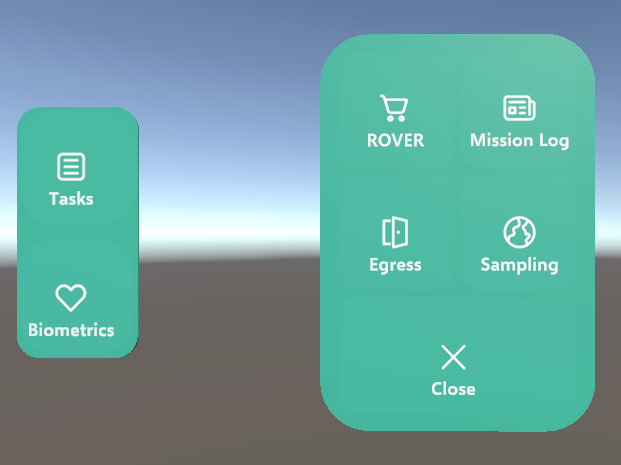 Tasks
Biometrics
ROVER
Mission Log
Egress
Sampling
Close